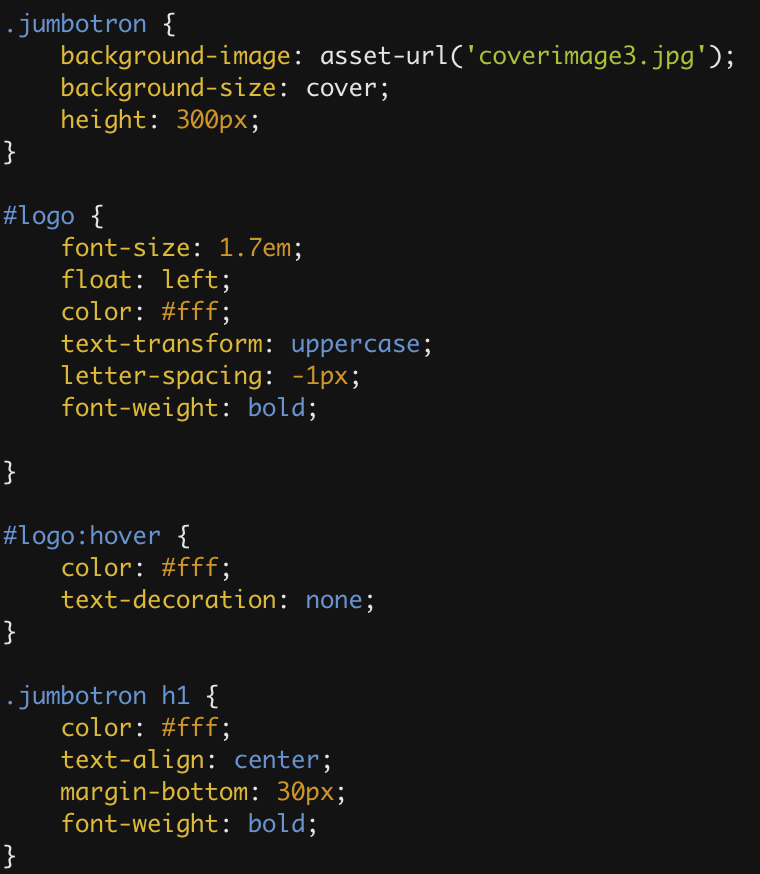 .jumbotron {
    background-image: asset-url('coverimage3.jpg');
    background-size: cover;
    height: 300px;
}

#logo {
    font-size: 1.7em;
    float: left;
    color: #fff;
    text-transform: uppercase;
    letter-spacing: -1px;
    font-weight: bold;

}

#logo:hover {
    color: #fff;
    text-decoration: none;
}

.jumbotron h1 {
    color: #fff;
    text-align: center;
    margin-bottom: 30px;
    font-weight: bold;
}